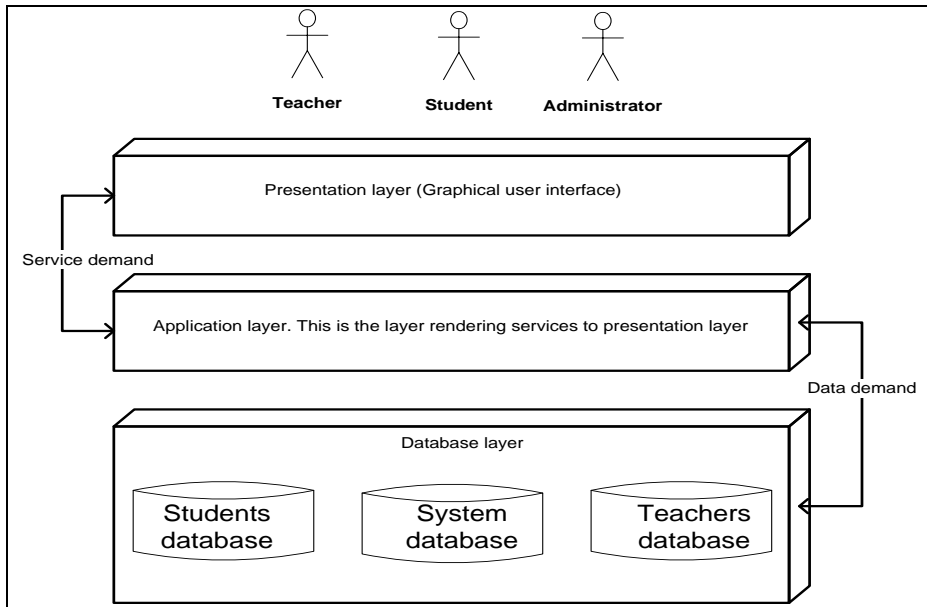 Teacher
Student
Administrator
Presentation layer (Graphical user interface)
Service demand
Application layer. This is the layer rendering services to presentation layer
Data demand
Database layer
Students
database
System
database
Teachers
database